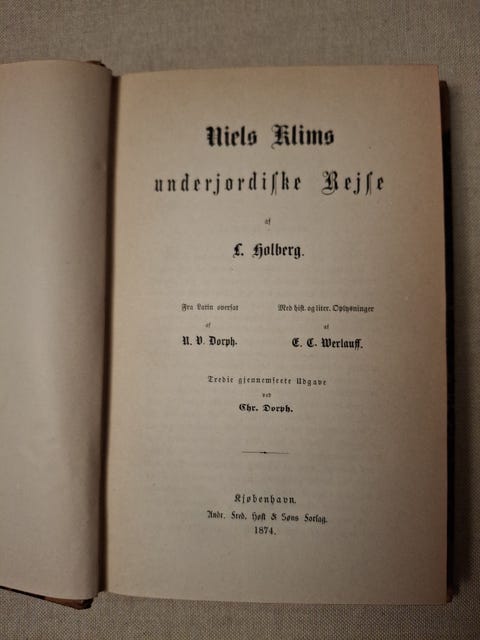 Niels Klims
underjordiske Rejse
af
L. Holberg.
Fra Latin oversat
af
N. V. Dorph.
Med hist. og liter. Oplysninger
af
E. C. Werlauff.
Tredie gjennemseete Udgave
ved
Chr. Dorph.
Kjøbenhavn.
Andr. Fred. Høst & Søns Forlag.
1874.